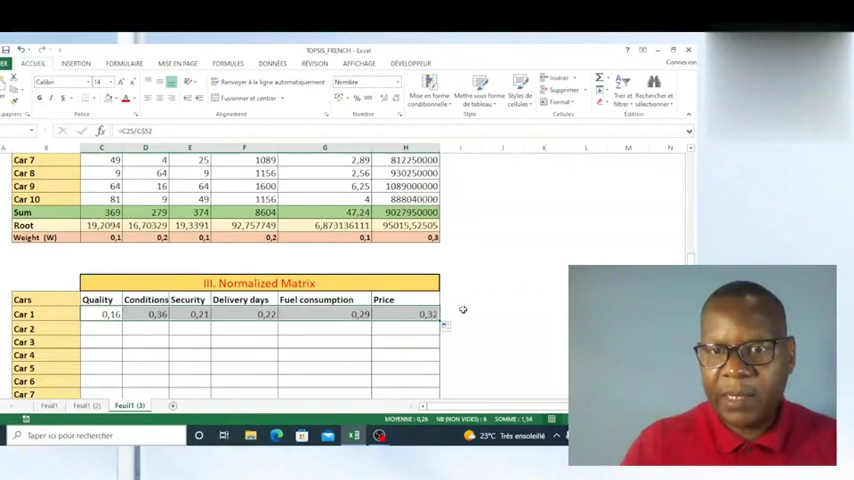 TOPSIS_FRENCH - Excel
ACCUEIL INSERTION FORMULAIRE MISE EN PAGE FORMULES DONNÉES RÉVISION AFFICHAGE DÉVELOPPEUR Connexion
Calibri 14 Renvoyer à la ligne automatiquement Nombre Insérer
G I S Fusionner et centrer % 000 Mise en forme conditionnelle Mettre sous forme de tableau Styles de cellules Supprimer Format Trier et filtrer Rechercher et sélectionner
Police Alignement Nombre Style Cellules Édition
=C25/C$52
A B C D E F G H I J K L M N
Car 7 49 4 25 1089 2,89 812250000
Car 8 9 64 9 1156 2,56 930250000
Car 9 64 16 64 1600 6,25 1089000000
Car 10 81 9 49 1156 4 888040000
Sum 369 279 374 8604 47,24 9027950000
Root 19,2094 16,70329 19,3391 92,757749 6,873136111 95015,52505
Weight (W) 0,1 0,2 0,1 0,2 0,1 0,3
III. Normalized Matrix
Cars Quality Conditions Security Delivery days Fuel consumption Price
Car 1 0,16 0,36 0,21 0,22 0,29 0,32
Car 2
Car 3
Car 4
Car 5
Car 6
Car 7
Feuil1 Feuil1 (2) Feuil1 (3)
MOYENNE : 0,26 NB (NON VIDES) : 6 SOMME : 1,54
Taper ici pour rechercher 23°C Très ensoleillé